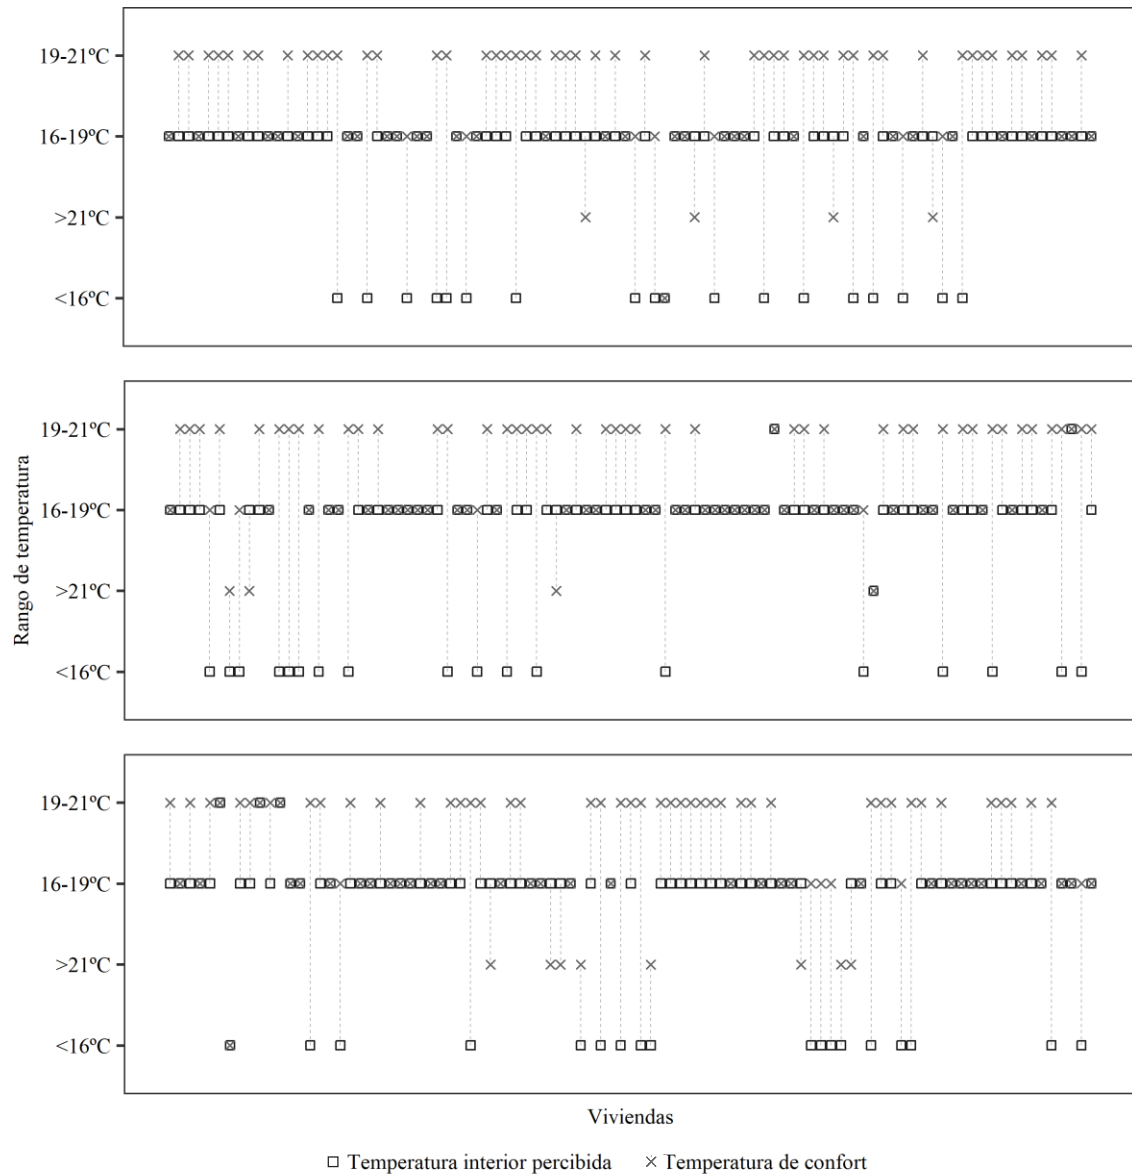 19-21ºC
16-19ºC
>21ºC
<16ºC
19-21ºC
16-19ºC
>21ºC
<16ºC
19-21ºC
16-19ºC
>21ºC
<16ºC
Rango de temperatura
Viviendas
Temperatura interior percibida
Temperatura de confort